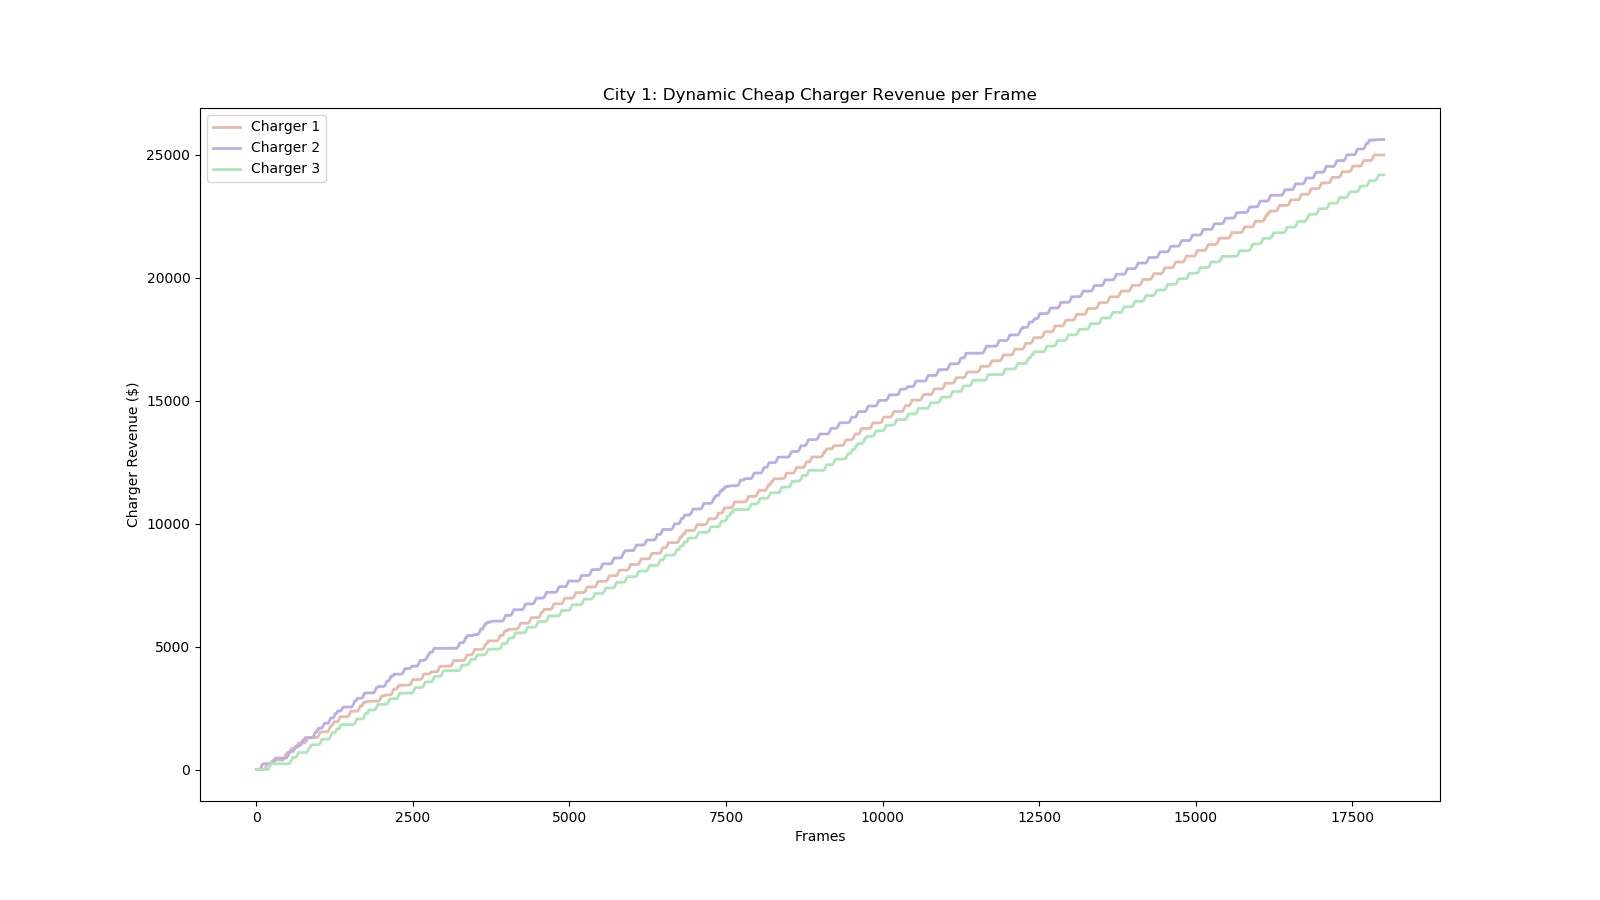 City 1: Dynamic Cheap Charger Revenue per Frame
Charger 1
Charger 2
Charger 3
25000
20000
15000
10000
5000
0
Charger Revenue ($)
0 2500 5000 7500 10000 12500 15000 17500
Frames